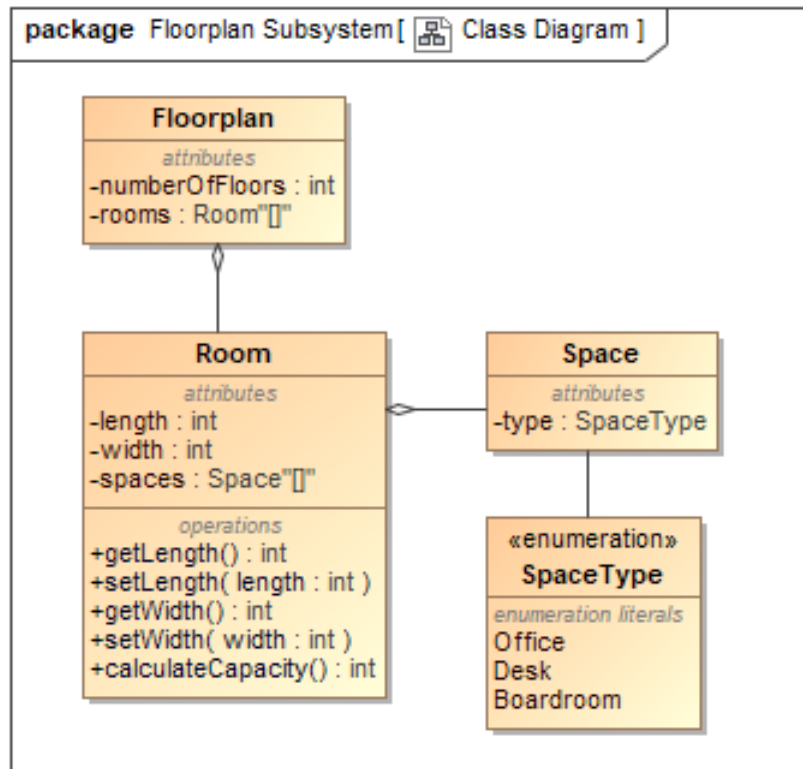 package Floorplan Subsystem[ Class Diagram ]
Floorplan
attributes
-numberOfFloors : int
-rooms : Room"[]"
Room
attributes
-length : int
-width : int
-spaces : Space"[]"
operations
+getLength() : int
+setLength( length : int )
+getWidth() : int
+setWidth( width : int )
+calculateCapacity() : int
Space
attributes
-type : SpaceType
«enumeration»
SpaceType
enumeration literals
Office
Desk
Boardroom